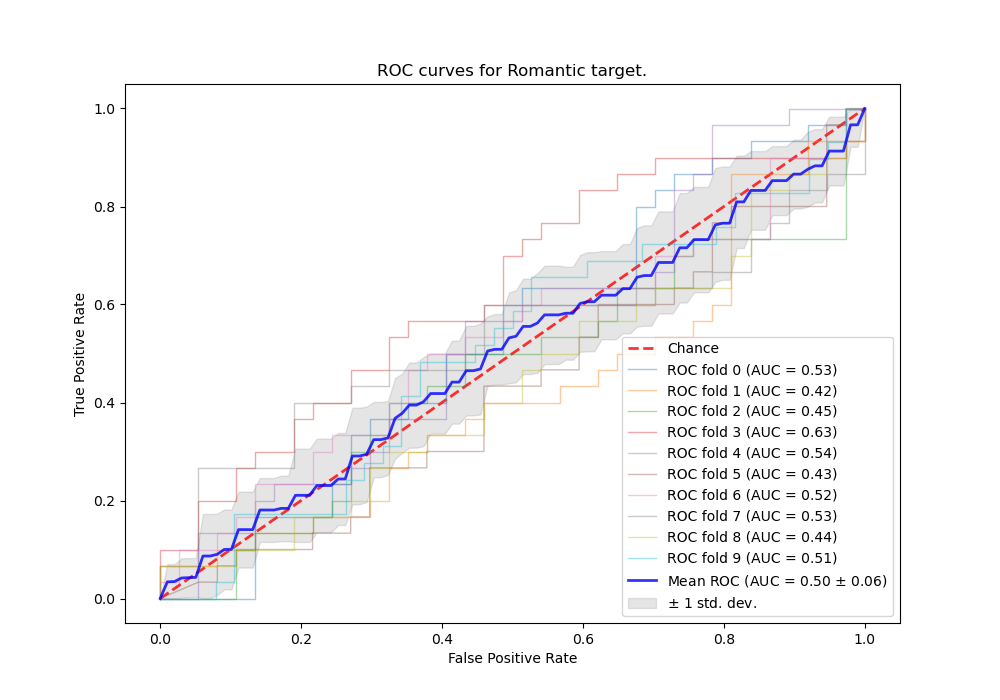 ROC curves for Romantic target.
1.0
0.8
0.6
0.4
0.2
0.0
True Positive Rate
Chance
ROC fold 0 (AUC = 0.53)
ROC fold 1 (AUC = 0.42)
ROC fold 2 (AUC = 0.45)
ROC fold 3 (AUC = 0.63)
ROC fold 4 (AUC = 0.54)
ROC fold 5 (AUC = 0.43)
ROC fold 6 (AUC = 0.52)
ROC fold 7 (AUC = 0.53)
ROC fold 8 (AUC = 0.44)
ROC fold 9 (AUC = 0.51)
Mean ROC (AUC = 0.50 ± 0.06)
± 1 std. dev.
0.0 0.2 0.4 0.6 0.8 1.0
False Positive Rate